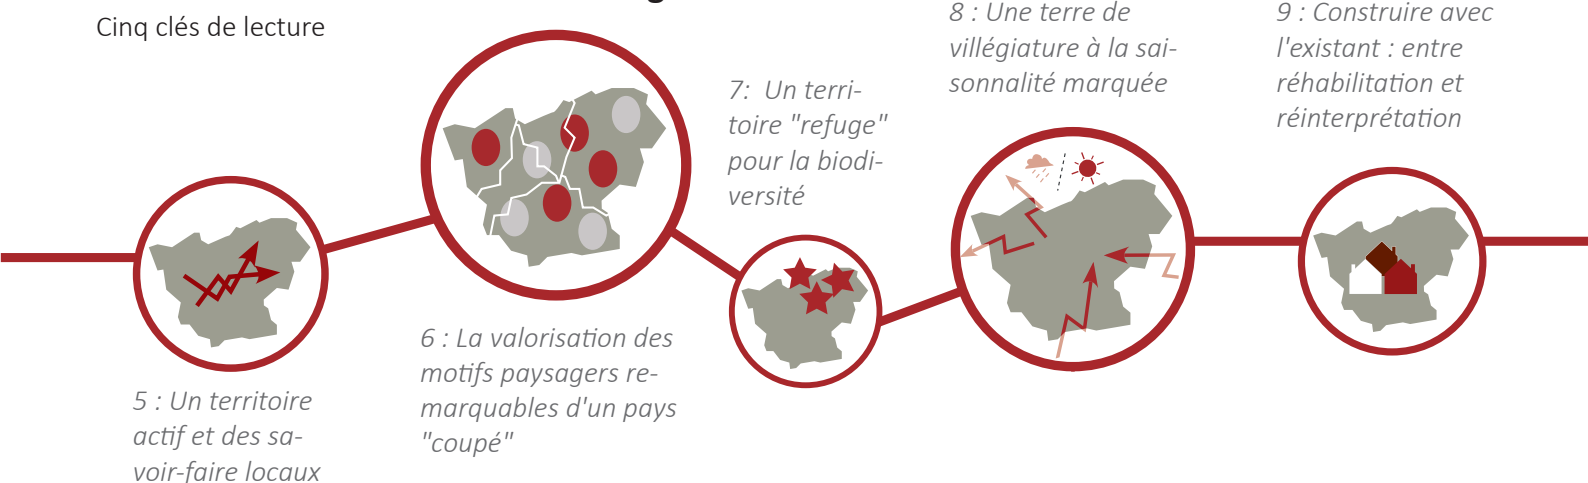 Cinq clés de lecture
5 : Un territoire
actif et des sa-
voir-faire locaux
6 : La valorisation des
motifs paysagers re-
marquables d'un pays
"coupé"
7:  Un terri-
toire "refuge"
pour la biodi-
versité
8 : Une terre de
villégiature à la sai-
sonnalité marquée
9 : Construire avec
l'existant : entre
réhabilitation et
réinterprétation